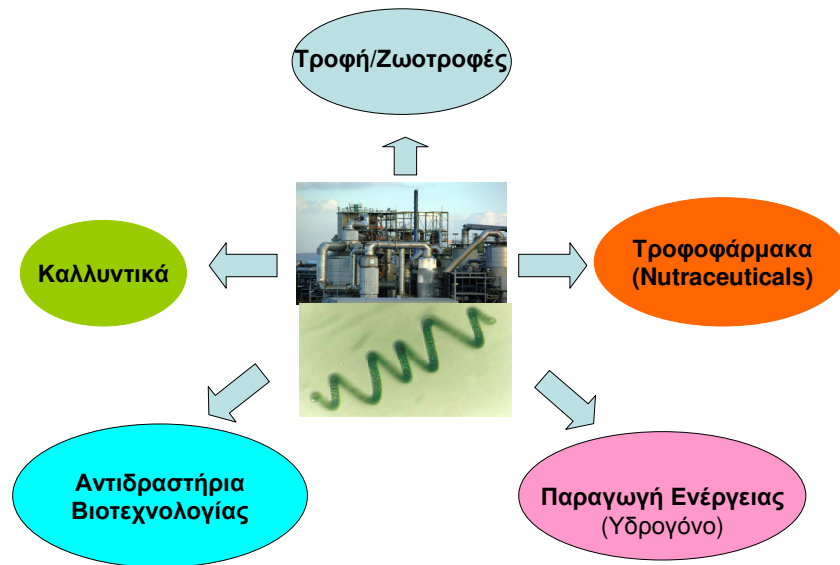 Τροφή/Ζωοτροφές
Καλλυντικά
Τροφοφάρμακα
(Nutraceuticals)
Αντιδραστήρια
Βιοτεχνολογίας
Παραγωγή Ενέργειας
(Υδρογόνο)